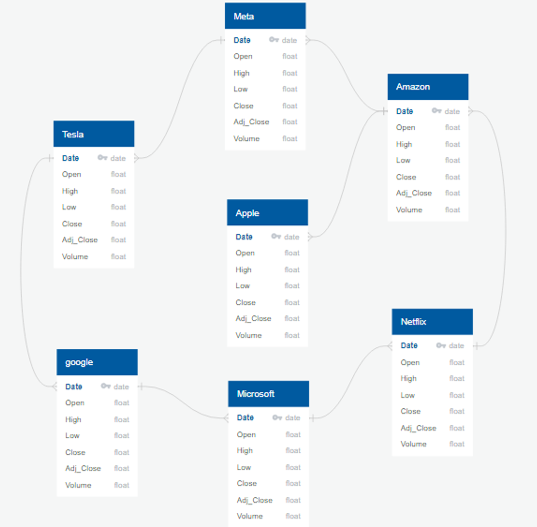 Meta
Date date
Open float
High float
Low float
Close float
Adj_Close float
Volume float
Amazon
Date date
Open float
High float
Low float
Close float
Adj_Close float
Volume float
Tesla
Date date
Open float
High float
Low float
Close float
Adj_Close float
Volume float
Apple
Date date
Open float
High float
Low float
Close float
Adj_Close float
Volume float
Netflix
Date date
Open float
High float
Low float
Close float
Adj_Close float
Volume float
google
Date date
Open float
High float
Low float
Close float
Adj_Close float
Volume float
Microsoft
Date date
Open float
High float
Low float
Close float
Adj_Close float
Volume float